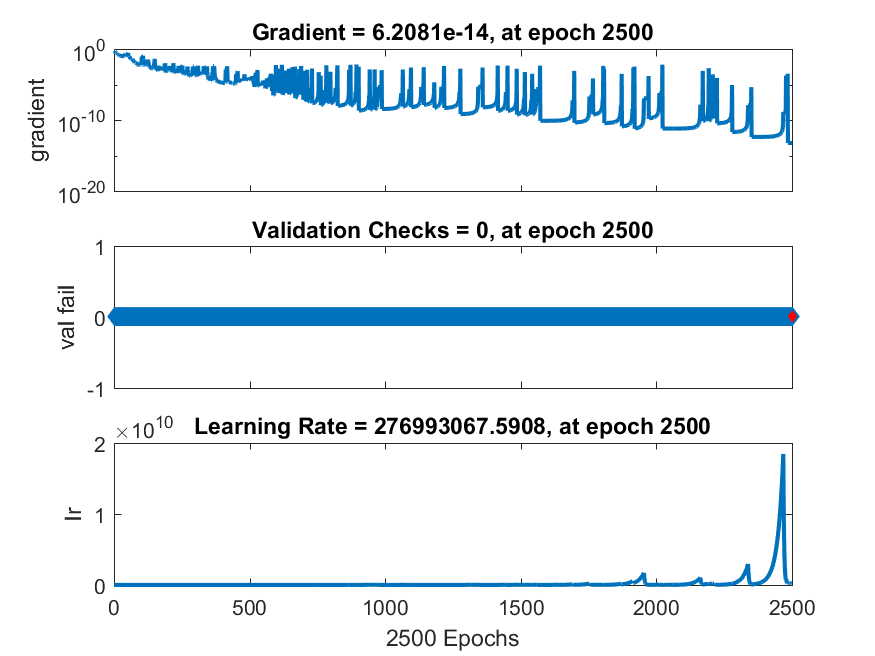 Gradient = 6.2081e-14, at epoch 2500
10^0
gradient
10^-10
10^-20
Validation Checks = 0, at epoch 2500
1
val fail
0
-1
×10^10
Learning Rate = 276993067.5908, at epoch 2500
2
lr
1
0
0
500
1000
1500
2000
2500
2500 Epochs